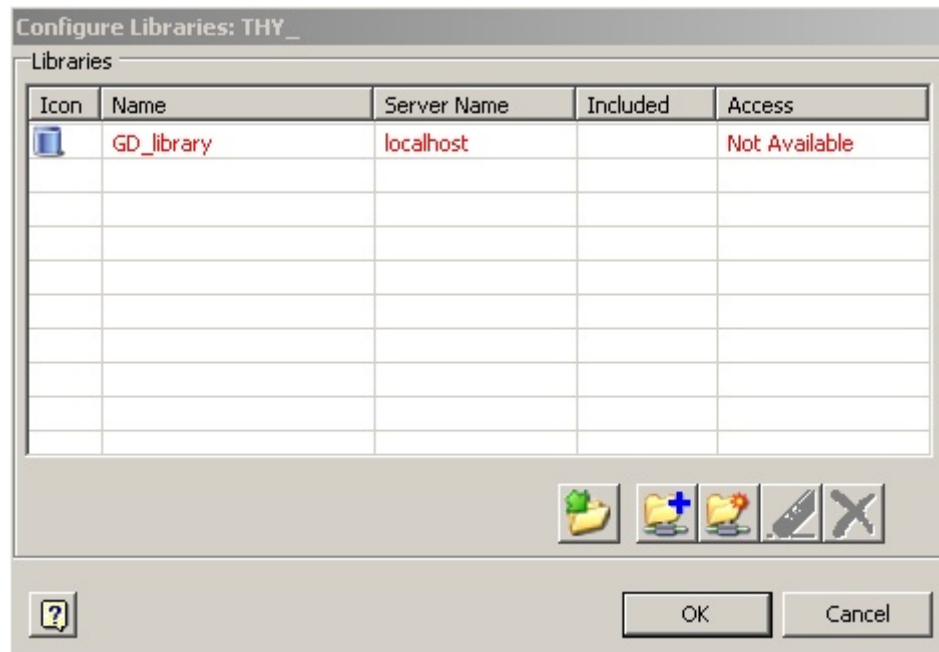 Configure Libraries: THY_
Libraries
Icon Name Server Name Included Access
GD_library localhost Not Available
?
OK Cancel